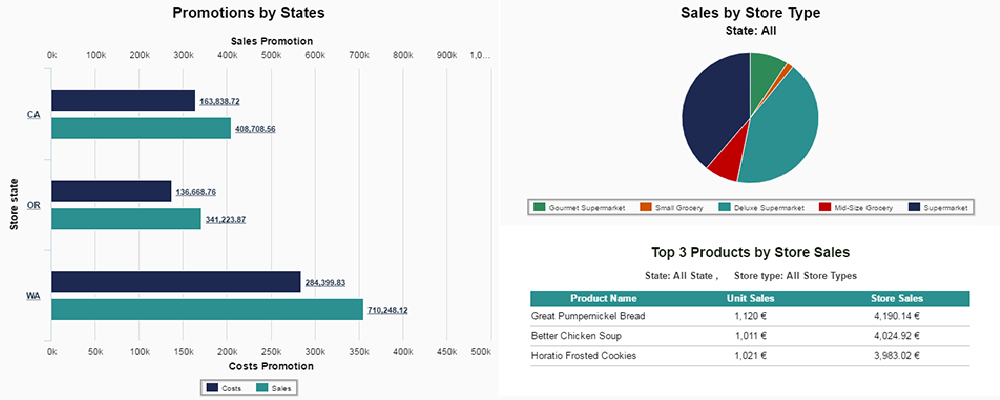 Promotions by States
Sales Promotion
00k 100k 200k 300k 400k 500k 600k 700k 800k 900k 1,0...
CA
163,838.72
408,708.56
OR
136,668.76
341,223.87
WA
284,399.83
710,248.12
Store state
00k 50k 100k 150k 200k 250k 300k 350k 400k 450k 500k
Costs Promotion
Costs Sales
Sales by Store Type
State: All
Gourmet Supermarket Small Grocery Deluxe Supermarket Mid-Size Grocery Supermarket
Top 3 Products by Store Sales
State: All State , Store type: All Store Types
Product Name Unit Sales Store Sales
Great Pumpernickel Bread 1,120 € 4,190.14 €
Better Chicken Soup 1,011 € 4,024.92 €
Horatio Frosted Cookies 1,021 € 3,983.02 €